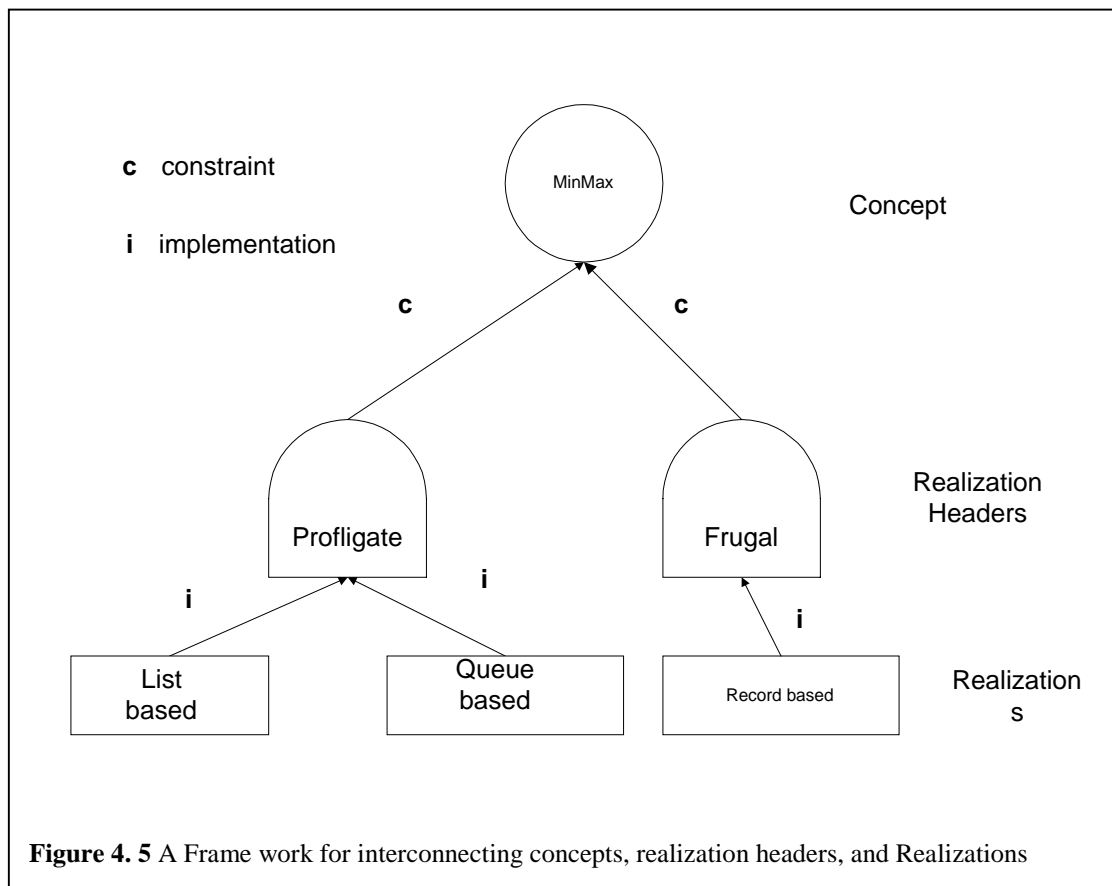 MinMax
c constraint
Concept
i implementation
c
c
Realization
Headers
Profligate
Frugal
i
i
i
List
based
Queue
based
Record based
Realization
s
Figure 4. 5 A Frame work for interconnecting concepts, realization headers, and Realizations